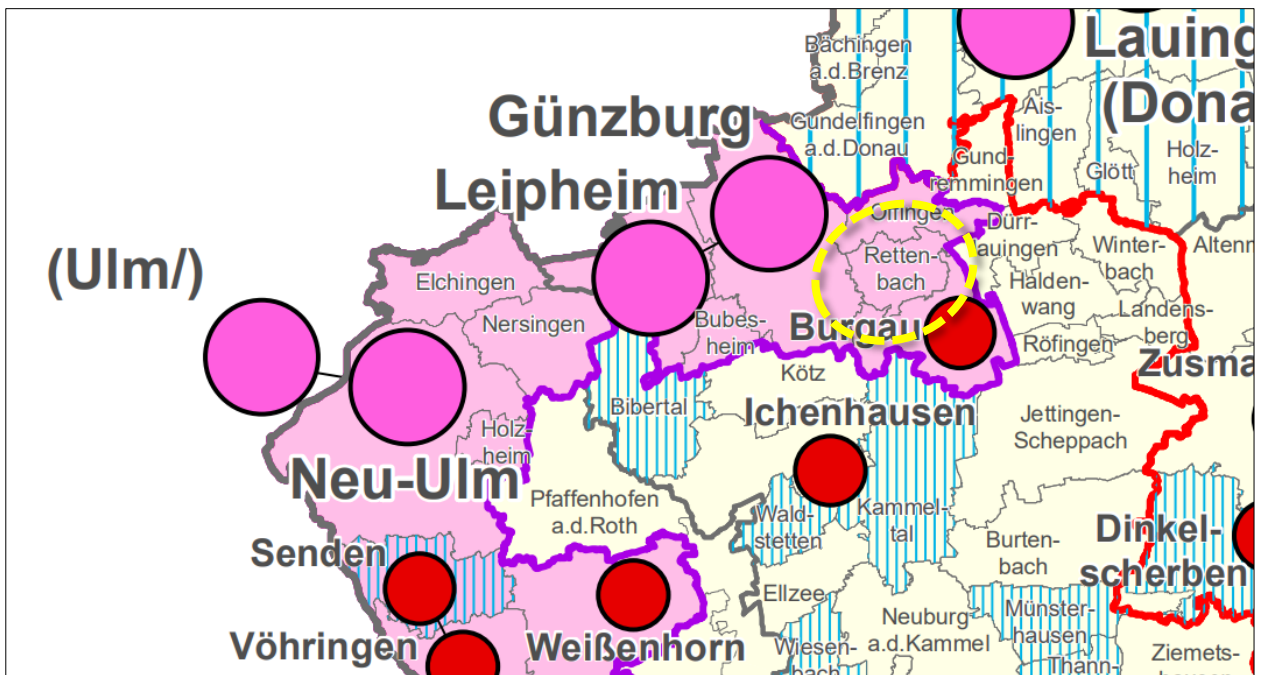 Bächingen
a.d.Brenz
Lauing
(Dona
Günzburg
Gundelfingen
a.d.Donau
Ais-
lingen
Holz-
heim
Glött
Gund-
remmingen
Leipheim
Offingen
Dürr-
lauingen
Winter-
bach
Altenm
(Ulm/)
Elchingen
Retten-
bach
Halden-
wang
Landens-
berg
Nersingen
Bubes-
heim
Burgau
Röfingen
Zusma
Kötz
Bibertal
Ichenhausen
Jettingen-
Scheppach
Holz-
heim
Neu-Ulm
Pfaffenhofen
a.d.Roth
Wald-
stetten
Kammel-
tal
Dinkel-
scherben
Burten-
bach
Senden
Ellzee
Neuburg
a.d.Kammel
Münster-
hausen
Vöhringen
Weißenhorn
Wiesen-
bach
Thann-
Ziemets-
hausen